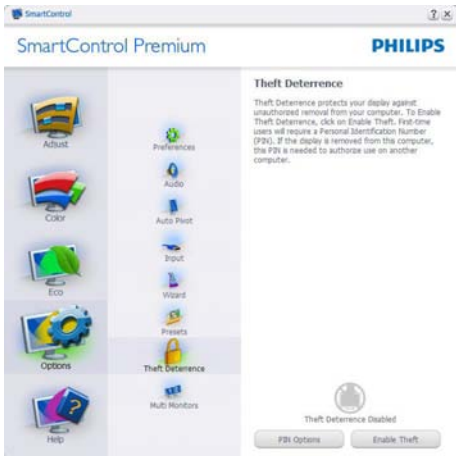 SmartControl
SmartControl Premium
PHILIPS
Adjust
Color
Eco
Options
Help
Preferences
Audio
Auto Pivot
Input
Wizard
Presets
Theft Deterrence
Multi Monitors
Theft Deterrence
Theft Deterrence protects your display against
unauthorized removal from your computer. To Enable
Theft Deterrence, click on Enable Theft. First-time
users will require a Personal Identification Number
(PIN). If the display is removed from this computer,
this PIN is needed to authorize use on another
computer.
Theft Deterrence Disabled
PIN Options
Enable Theft